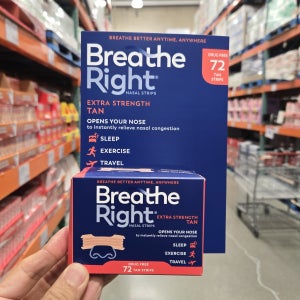 BREATHE BETTER ANYTIME, ANYWHERE
Breathe
Right®
NASAL STRIPS
DRUG FREE
72
TAN
STRIPS
EXTRA STRENGTH
TAN
OPENS YOUR NOSE
to instantly relieve nasal congestion
SLEEP
EXERCISE
TRAVEL
BREATHE BETTER ANYTIME, ANYWHERE
Breathe
Right®
NASAL STRIPS
EXTRA STRENGTH
TAN
OPENS YOUR NOSE
to instantly relieve nasal congestion
SLEEP
EXERCISE
TRAVEL
DRUG FREE
72 TAN STRIPS